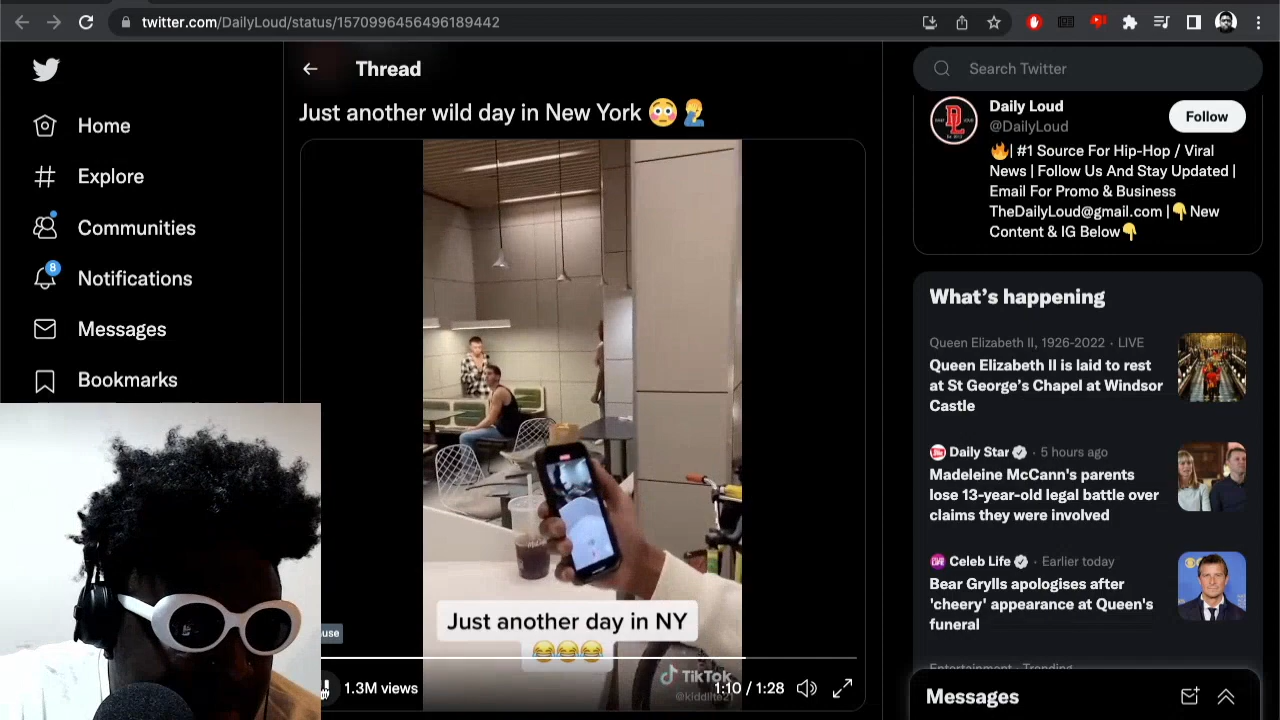 twitter.com/DailyLoud/status/1570996456496189442
Thread
Search Twitter
Home
Explore
Communities
8
Notifications
Messages
Bookmarks
Just another wild day in New York 😳🤦‍♂️
Just another day in NY
😂😂😂
TikTok
use
1.3M views
1:10 / 1:28
DL
Daily Loud
@DailyLoud
Follow
🔥| #1 Source For Hip-Hop / Viral
News | Follow Us And Stay Updated |
Email For Promo & Business
TheDailyLoud@gmail.com |👇New
Content & IG Below👇
What's happening
Queen Elizabeth II, 1926-2022 · LIVE
Queen Elizabeth II is laid to rest
at St George's Chapel at Windsor
Castle
Daily Star · 5 hours ago
Madeleine McCann's parents
lose 13-year-old legal battle over
claims they were involved
Celeb Life · Earlier today
Bear Grylls apologises after
'cheery' appearance at Queen's
funeral
Entertainment · Trending
Messages